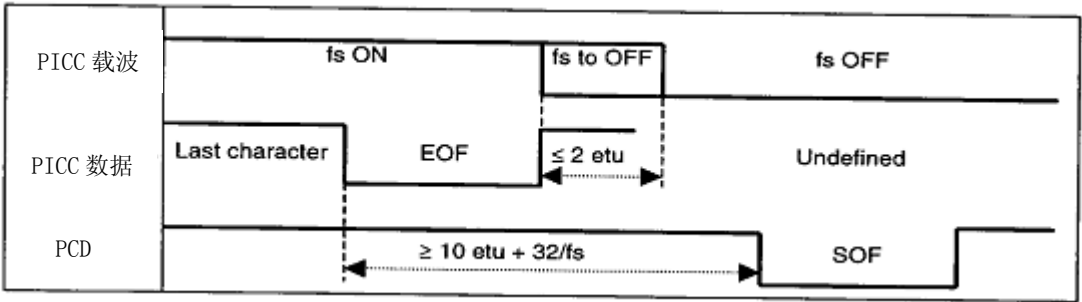 PICC 载波
fs ON
fs to OFF
fs OFF
PICC 数据
Last character
EOF
≤ 2 etu
Undefined
PCD
≥ 10 etu + 32/fs
SOF